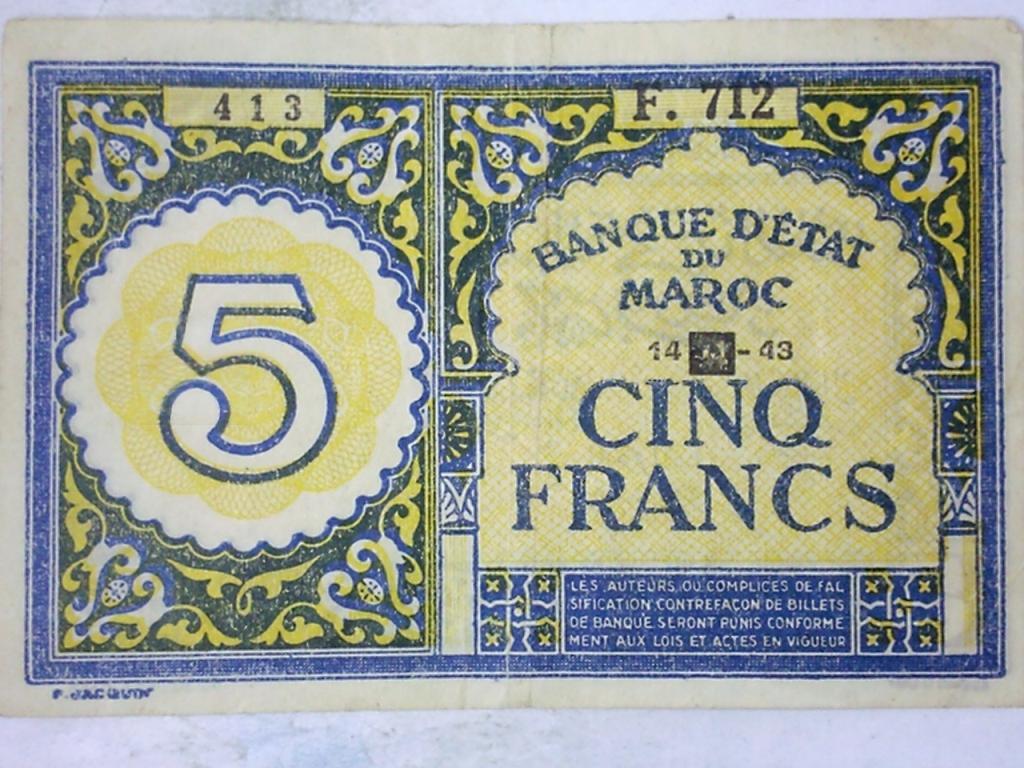 413
F. 712
5
BANQUE D'ÉTAT
DU
MAROC
14 - 43
CINQ
FRANCS
LES AUTEURS OU COMPLICES DE FAL
SIFICATION CONTREFAÇON DE BILLETS
DE BANQUE SERONT PUNIS CONFORME
MENT AUX LOIS ET ACTES EN VIGUEUR
P. JACQUIN